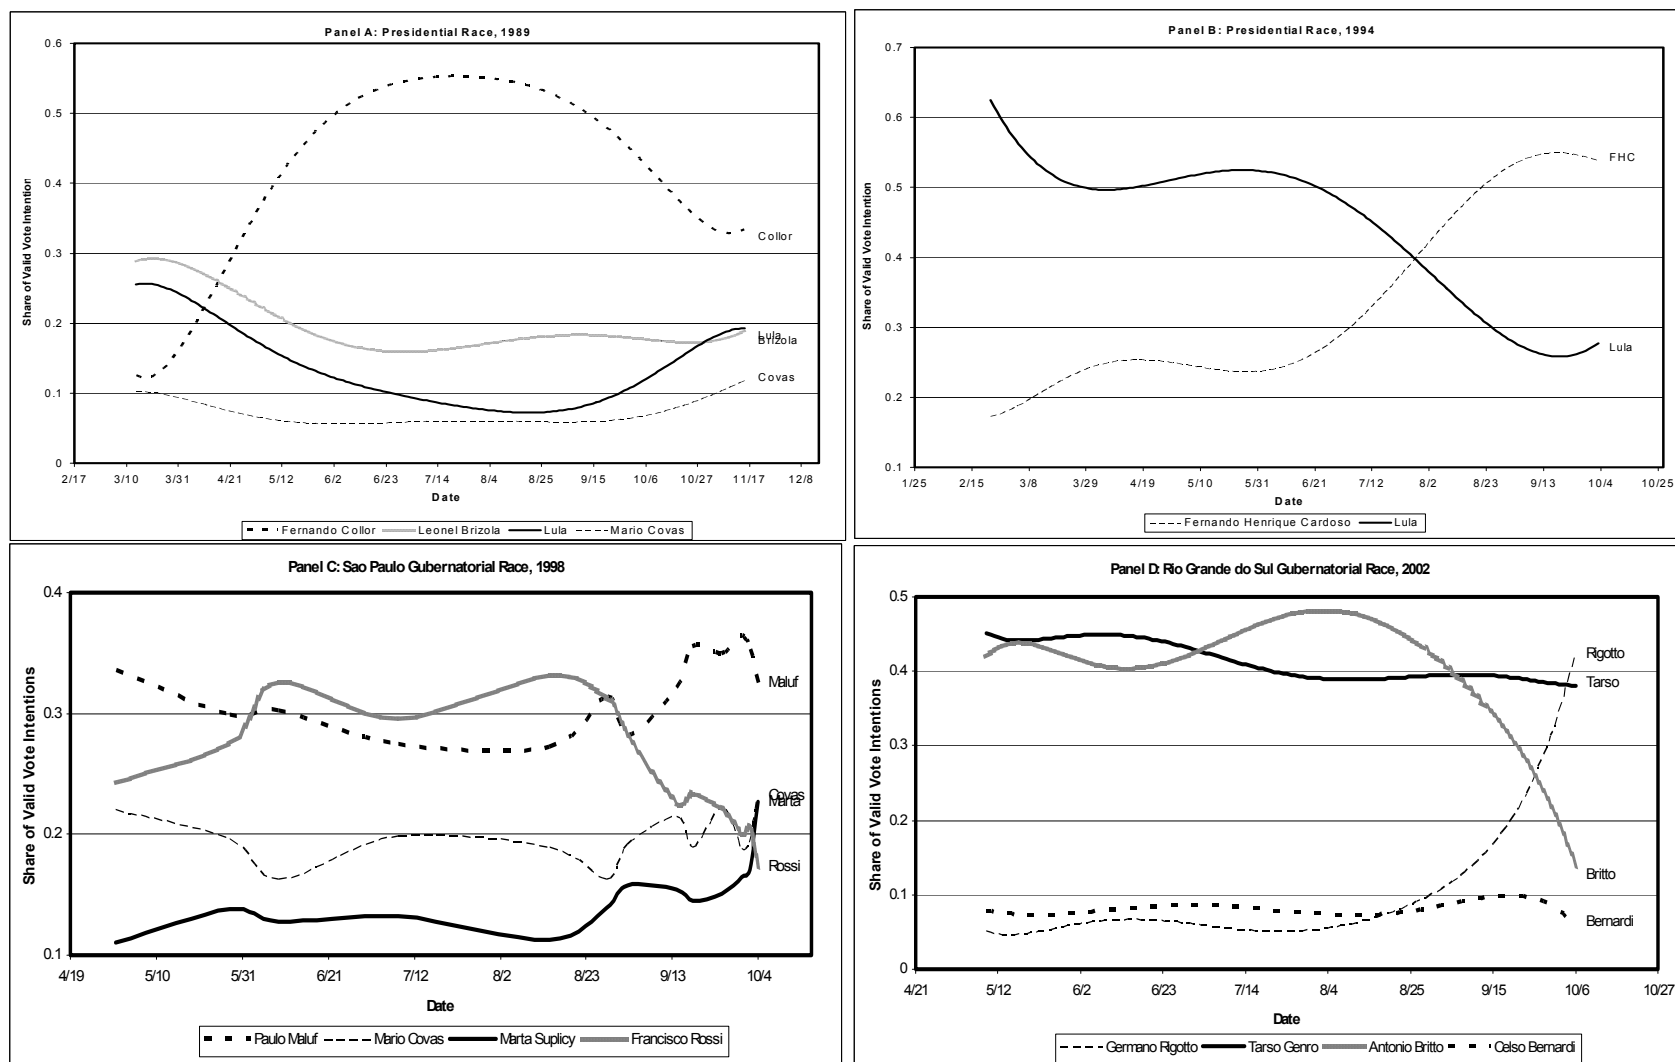 Panel A: Presidential Race, 1989
0.6
0.5
0.4
0.3
0.2
0.1
0
Share of Valid Vote Intention
Collor
Lula
Brizola
Covas
2/17 3/10 3/31 4/21 5/12 6/2 6/23 7/14 8/4 8/25 9/15 10/6 10/27 11/17 12/8
Date
Fernando Collor Leonel Brizola Lula Mario Covas
Panel B: Presidential Race, 1994
0.7
0.6
0.5
0.4
0.3
0.2
0.1
Share of Valid Vote Intention
FHC
Lula
1/25 2/15 3/8 3/29 4/19 5/10 5/31 6/21 7/12 8/2 8/23 9/13 10/4 10/25
Date
Fernando Henrique Cardoso Lula
Panel C: Sao Paulo Gubernatorial Race, 1998
0.4
0.3
0.2
0.1
Share of Valid Vote Intentions
Maluf
Covas
Marta
Rossi
4/19 5/10 5/31 6/21 7/12 8/2 8/23 9/13 10/4
Date
Paulo Maluf Mario Covas Marta Suplicy Francisco Rossi
Panel D: Rio Grande do Sul Gubernatorial Race, 2002
0.5
0.4
0.3
0.2
0.1
0
Share of Valid Vote Intentions
Rigotto
Tarso
Britto
Bernardi
4/21 5/12 6/2 6/23 7/14 8/4 8/25 9/15 10/6 10/27
Date
Germano Rigotto Tarso Genro Antonio Britto Celso Bernardi